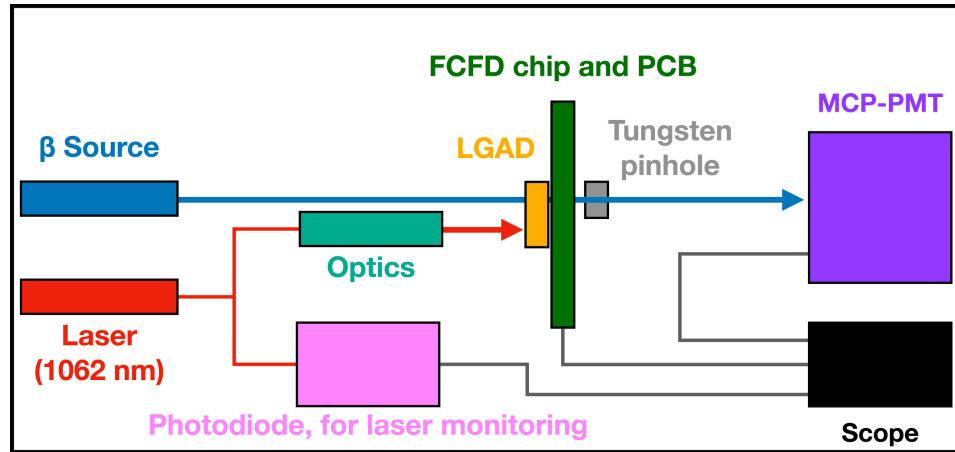 FCFD chip and PCB
MCP-PMT
β Source
LGAD
Tungsten
pinhole
Optics
Laser
(1062 nm)
Photodiode, for laser monitoring
Scope